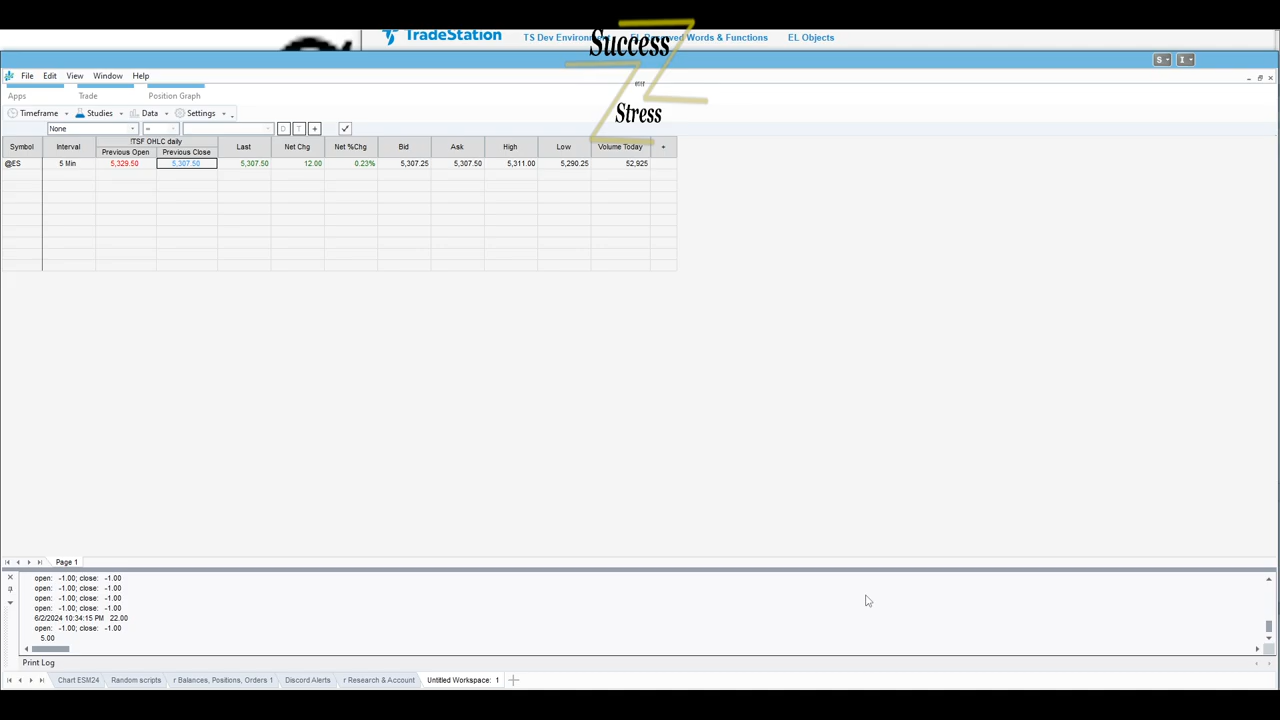 TradeStation
TS Dev Environment EL Reserved Words & Functions EL Objects
Success
over
Stress
S I
File Edit View Window Help
Apps Trade Position Graph
Timeframe Studies Data Settings
None = D T +
!TSF OHLC daily
Symbol Interval Previous Open Previous Close Last Net Chg Net %Chg Bid Ask High Low Volume Today +
@ES 5 Min 5,329.50 5,307.50 5,307.50 12.00 0.23% 5,307.25 5,307.50 5,311.00 5,290.25 52,925
Page 1
open: -1.00; close: -1.00
open: -1.00; close: -1.00
open: -1.00; close: -1.00
open: -1.00; close: -1.00
6/2/2024 10:34:15 PM 22.00
open: -1.00; close: -1.00
5.00
Print Log
Chart ESM24 Random scripts r Balances, Positions, Orders 1 Discord Alerts r Research & Account Untitled Workspace: 1